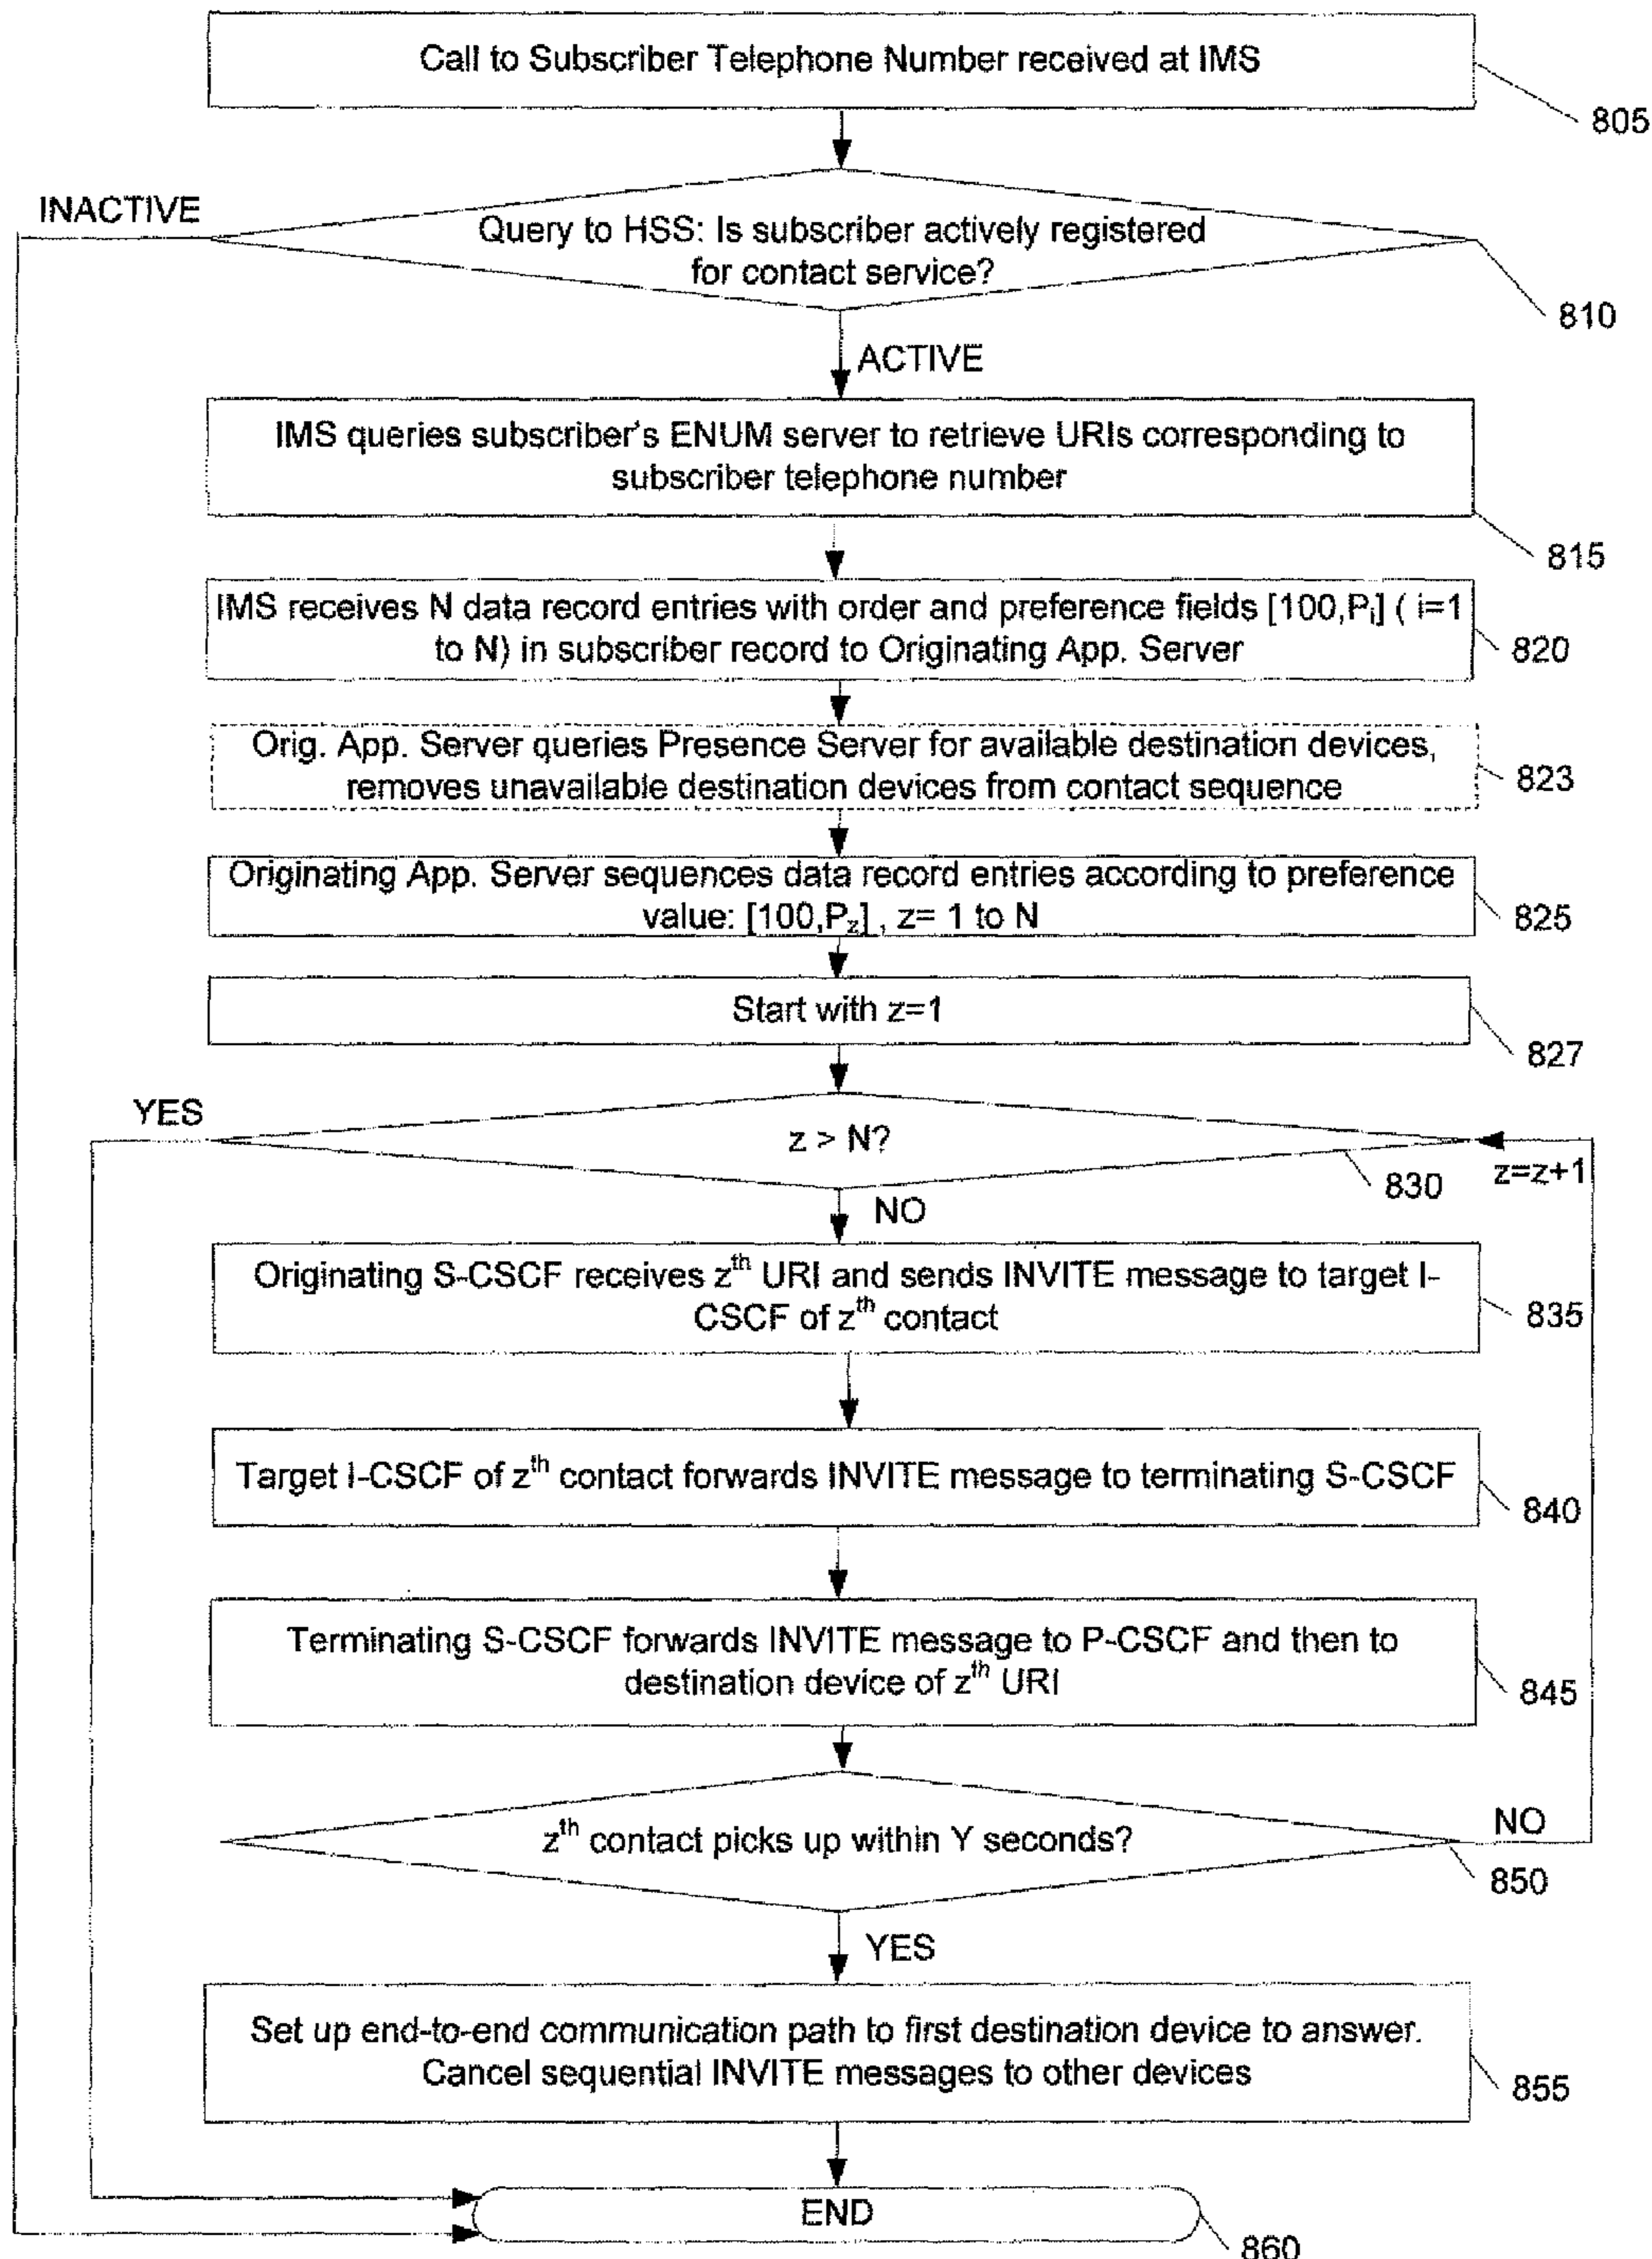 Call to Subscriber Telephone Number received at IMS
805
INACTIVE
Query to HSS: Is subscriber actively registered
for contact service?
810
ACTIVE
IMS queries subscriber's ENUM server to retrieve URIs corresponding to
subscriber telephone number
815
IMS receives N data record entries with order and preference fields [100,Pi] ( i=1
to N) in subscriber record to Originating App. Server
820
Orig. App. Server queries Presence Server for available destination devices,
removes unavailable destination devices from contact sequence
823
Originating App. Server sequences data record entries according to preference
value: [100,Pz] , z= 1 to N
825
Start with z=1
827
YES
z > N?
830
z=z+1
NO
Originating S-CSCF receives zth URI and sends INVITE message to target I-
CSCF of zth contact
835
Target I-CSCF of zth contact forwards INVITE message to terminating S-CSCF
840
Terminating S-CSCF forwards INVITE message to P-CSCF and then to
destination device of zth URI
845
zth contact picks up within Y seconds?
NO
850
YES
Set up end-to-end communication path to first destination device to answer.
Cancel sequential INVITE messages to other devices
855
END
860